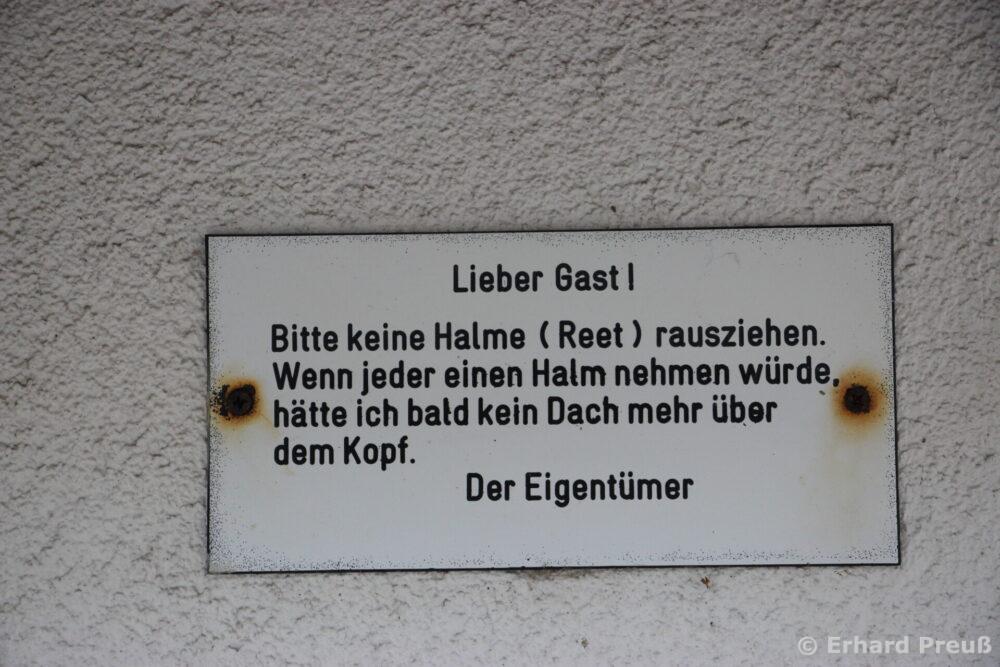 Lieber Gast!
Bitte keine Halme (Reet) rausziehen.
Wenn jeder einen Halm nehmen würde,
hätte ich bald kein Dach mehr über
dem Kopf.
Der Eigentümer
© Erhard Preuß